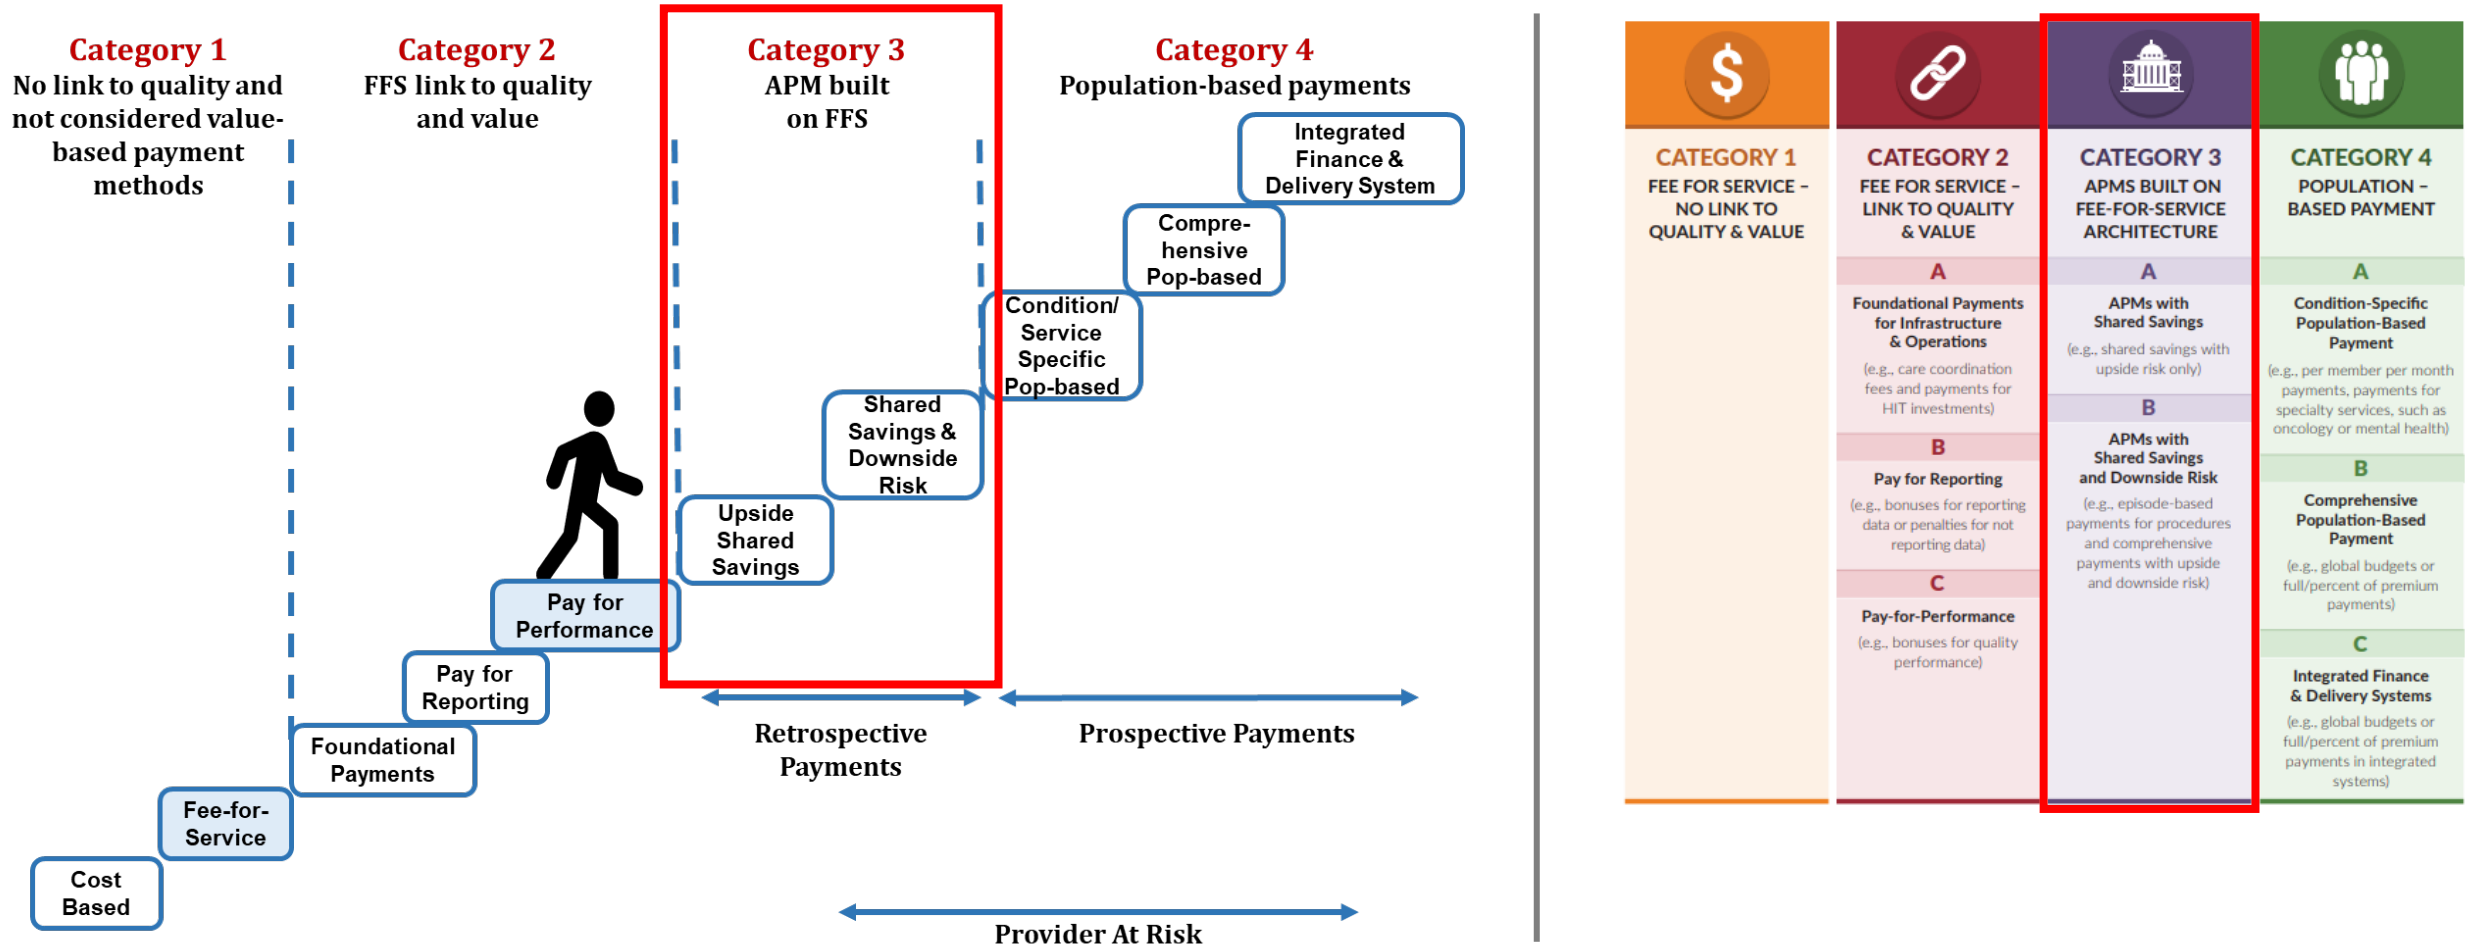 Category 1
No link to quality and
not considered value-
based payment
methods
Category 2
FFS link to quality
and value
Category 3
APM built
on FFS
Category 4
Population-based payments
Integrated
Finance &
Delivery System
Compre-
hensive
Pop-based
Condition/
Service
Specific
Pop-based
Shared
Savings &
Downside
Risk
Upside
Shared
Savings
Pay for
Performance
Pay for
Reporting
Foundational
Payments
Fee-for-
Service
Cost
Based
Retrospective
Payments
Prospective Payments
Provider At Risk
$
CATEGORY 1
FEE FOR SERVICE –
NO LINK TO
QUALITY & VALUE
CATEGORY 2
FEE FOR SERVICE –
LINK TO QUALITY
& VALUE
A
Foundational Payments
for Infrastructure
& Operations
(e.g., care coordination
fees and payments for
HIT investments)
B
Pay for Reporting
(e.g., bonuses for reporting
data or penalties for not
reporting data)
C
Pay-for-Performance
(e.g., bonuses for quality
performance)
CATEGORY 3
APMS BUILT ON
FEE-FOR-SERVICE
ARCHITECTURE
A
APMs with
Shared Savings
(e.g., shared savings with
upside risk only)
B
APMs with
Shared Savings
and Downside Risk
(e.g., episode-based
payments for procedures
and comprehensive
payments with upside
and downside risk)
CATEGORY 4
POPULATION –
BASED PAYMENT
A
Condition-Specific
Population-Based
Payment
(e.g., per member per month
payments, payments for
specialty services, such as
oncology or mental health)
B
Comprehensive
Population-Based
Payment
(e.g., global budgets or
full/percent of premium
payments)
C
Integrated Finance
& Delivery Systems
(e.g., global budgets or
full/percent of premium
payments in integrated
systems)